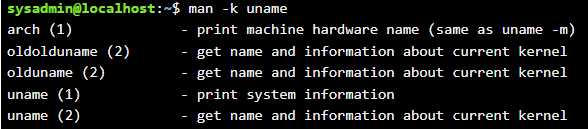 sysadmin@localhost:~$ man -k uname
arch (1)             - print machine hardware name (same as uname -m)
oldolduname (2)      - get name and information about current kernel
olduname (2)         - get name and information about current kernel
uname (1)            - print system information
uname (2)            - get name and information about current kernel